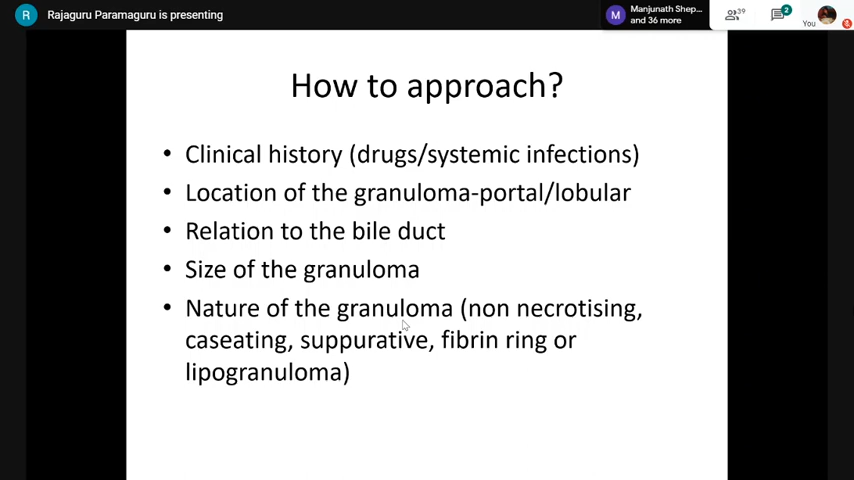 R Rajaguru Paramaguru is presenting
M Manjunath Shep...
and 36 more
39
2
You
How to approach?
• Clinical history (drugs/systemic infections)
• Location of the granuloma-portal/lobular
• Relation to the bile duct
• Size of the granuloma
• Nature of the granuloma (non necrotising,
caseating, suppurative, fibrin ring or
lipogranuloma)